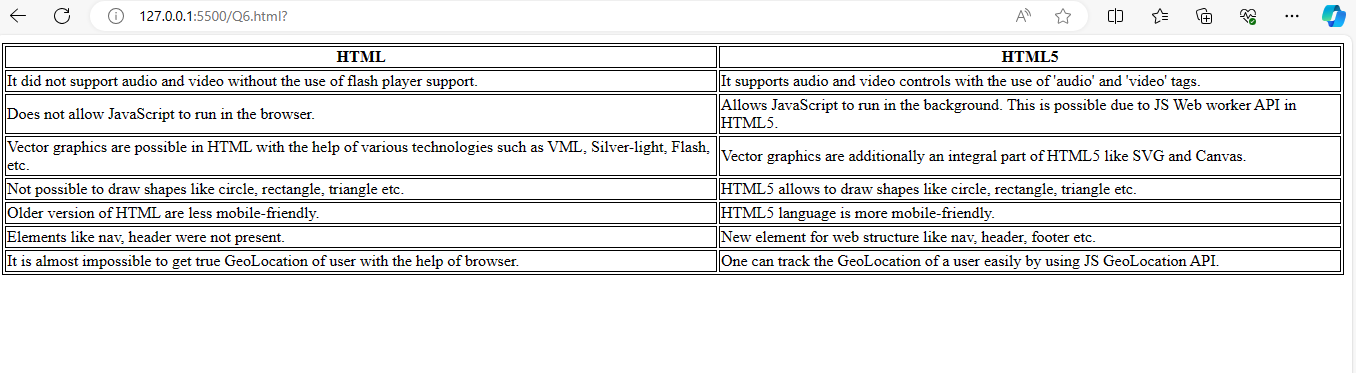 127.0.0.1:5500/Q6.html?
HTML HTML5
It did not support audio and video without the use of flash player support. It supports audio and video controls with the use of 'audio' and 'video' tags.
Does not allow JavaScript to run in the browser. Allows JavaScript to run in the background. This is possible due to JS Web worker API in
HTML5.
Vector graphics are possible in HTML with the help of various technologies such as VML, Silver-light, Flash,
etc. Vector graphics are additionally an integral part of HTML5 like SVG and Canvas.
Not possible to draw shapes like circle, rectangle, triangle etc. HTML5 allows to draw shapes like circle, rectangle, triangle etc.
Older version of HTML are less mobile-friendly. HTML5 language is more mobile-friendly.
Elements like nav, header were not present. New element for web structure like nav, header, footer etc.
It is almost impossible to get true GeoLocation of user with the help of browser. One can track the GeoLocation of a user easily by using JS GeoLocation API.